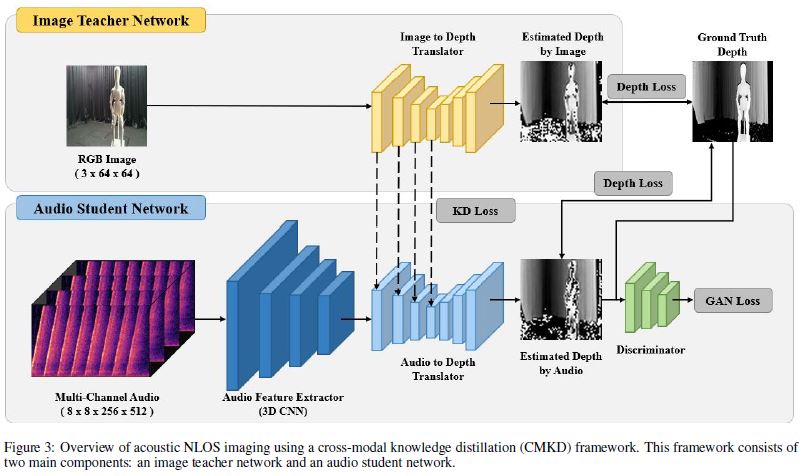 Image Teacher Network
Image to Depth
Translator
Estimated Depth
by Image
Ground Truth
Depth
Depth Loss
RGB Image
( 3 x 64 x 64 )
Depth Loss
Audio Student Network
KD Loss
GAN Loss
Multi-Channel Audio
( 8 x 8 x 256 x 512 )
Audio Feature Extractor
(3D CNN)
Audio to Depth
Translator
Estimated Depth
by Audio
Discriminator
Figure 3: Overview of acoustic NLOS imaging using a cross-modal knowledge distillation (CMKD) framework. This framework consists of
two main components: an image teacher network and an audio student network.